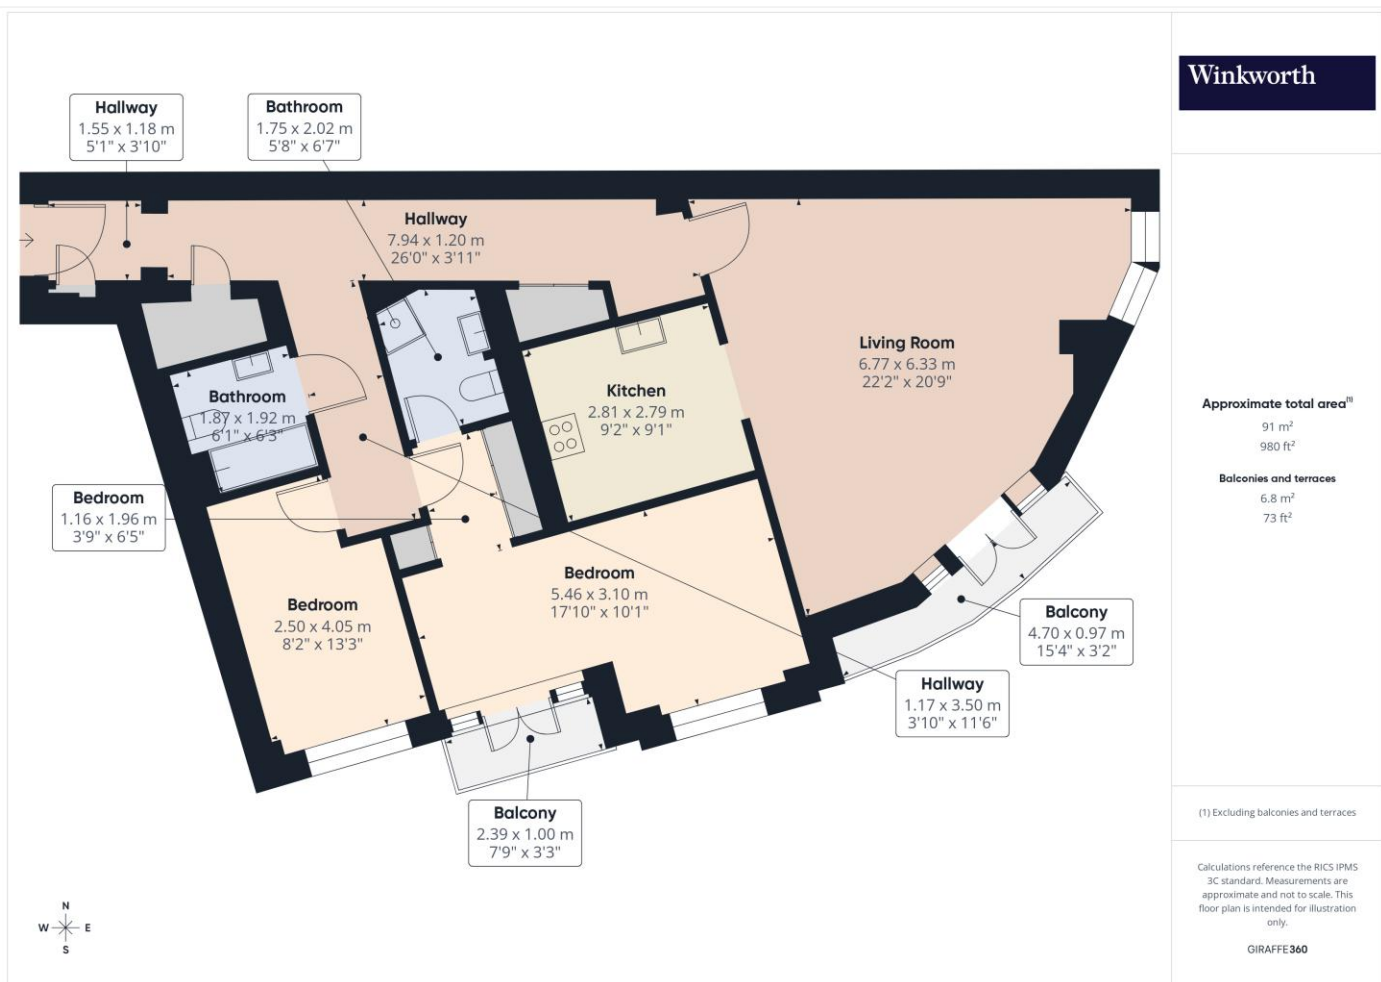 Winkworth
Hallway
1.55 x 1.18 m
5'1" x 3'10"
Bathroom
1.75 x 2.02 m
5'8" x 6'7"
Hallway
7.94 x 1.20 m
26'0" x 3'11"
Living Room
6.77 x 6.33 m
22'2" x 20'9"
Kitchen
2.81 x 2.79 m
9'2" x 9'1"
Bathroom
1.87 x 1.92 m
6'1" x 6'3"
Bedroom
1.16 x 1.96 m
3'9" x 6'5"
Bedroom
5.46 x 3.10 m
17'10" x 10'1"
Bedroom
2.50 x 4.05 m
8'2" x 13'3"
Balcony
4.70 x 0.97 m
15'4" x 3'2"
Hallway
1.17 x 3.50 m
3'10" x 11'6"
Balcony
2.39 x 1.00 m
7'9" x 3'3"
N
W E
S
Approximate total area(1)
91 m²
980 ft²
Balconies and terraces
6.8 m²
73 ft²
(1) Excluding balconies and terraces
Calculations reference the RICS IPMS
3C standard. Measurements are
approximate and not to scale. This
floor plan is intended for illustration
only.
GIRAFFE360